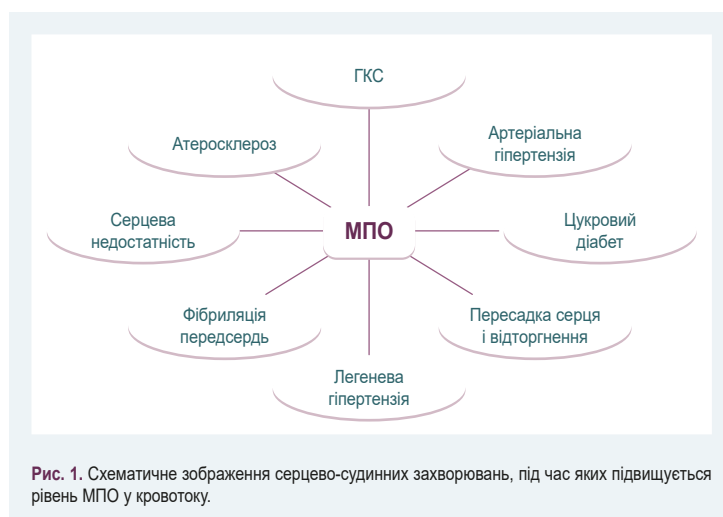 ГКС
Атеросклероз
Артеріальна
гіпертензія
Серцева
недостатність
МПО
Цукровий
діабет
Фібриляція
передсердь
Пересадка серця
і відторгнення
Легенева
гіпертензія
Рис. 1. Схематичне зображення серцево-судинних захворювань, під час яких підвищується
рівень МПО у кровотоку.